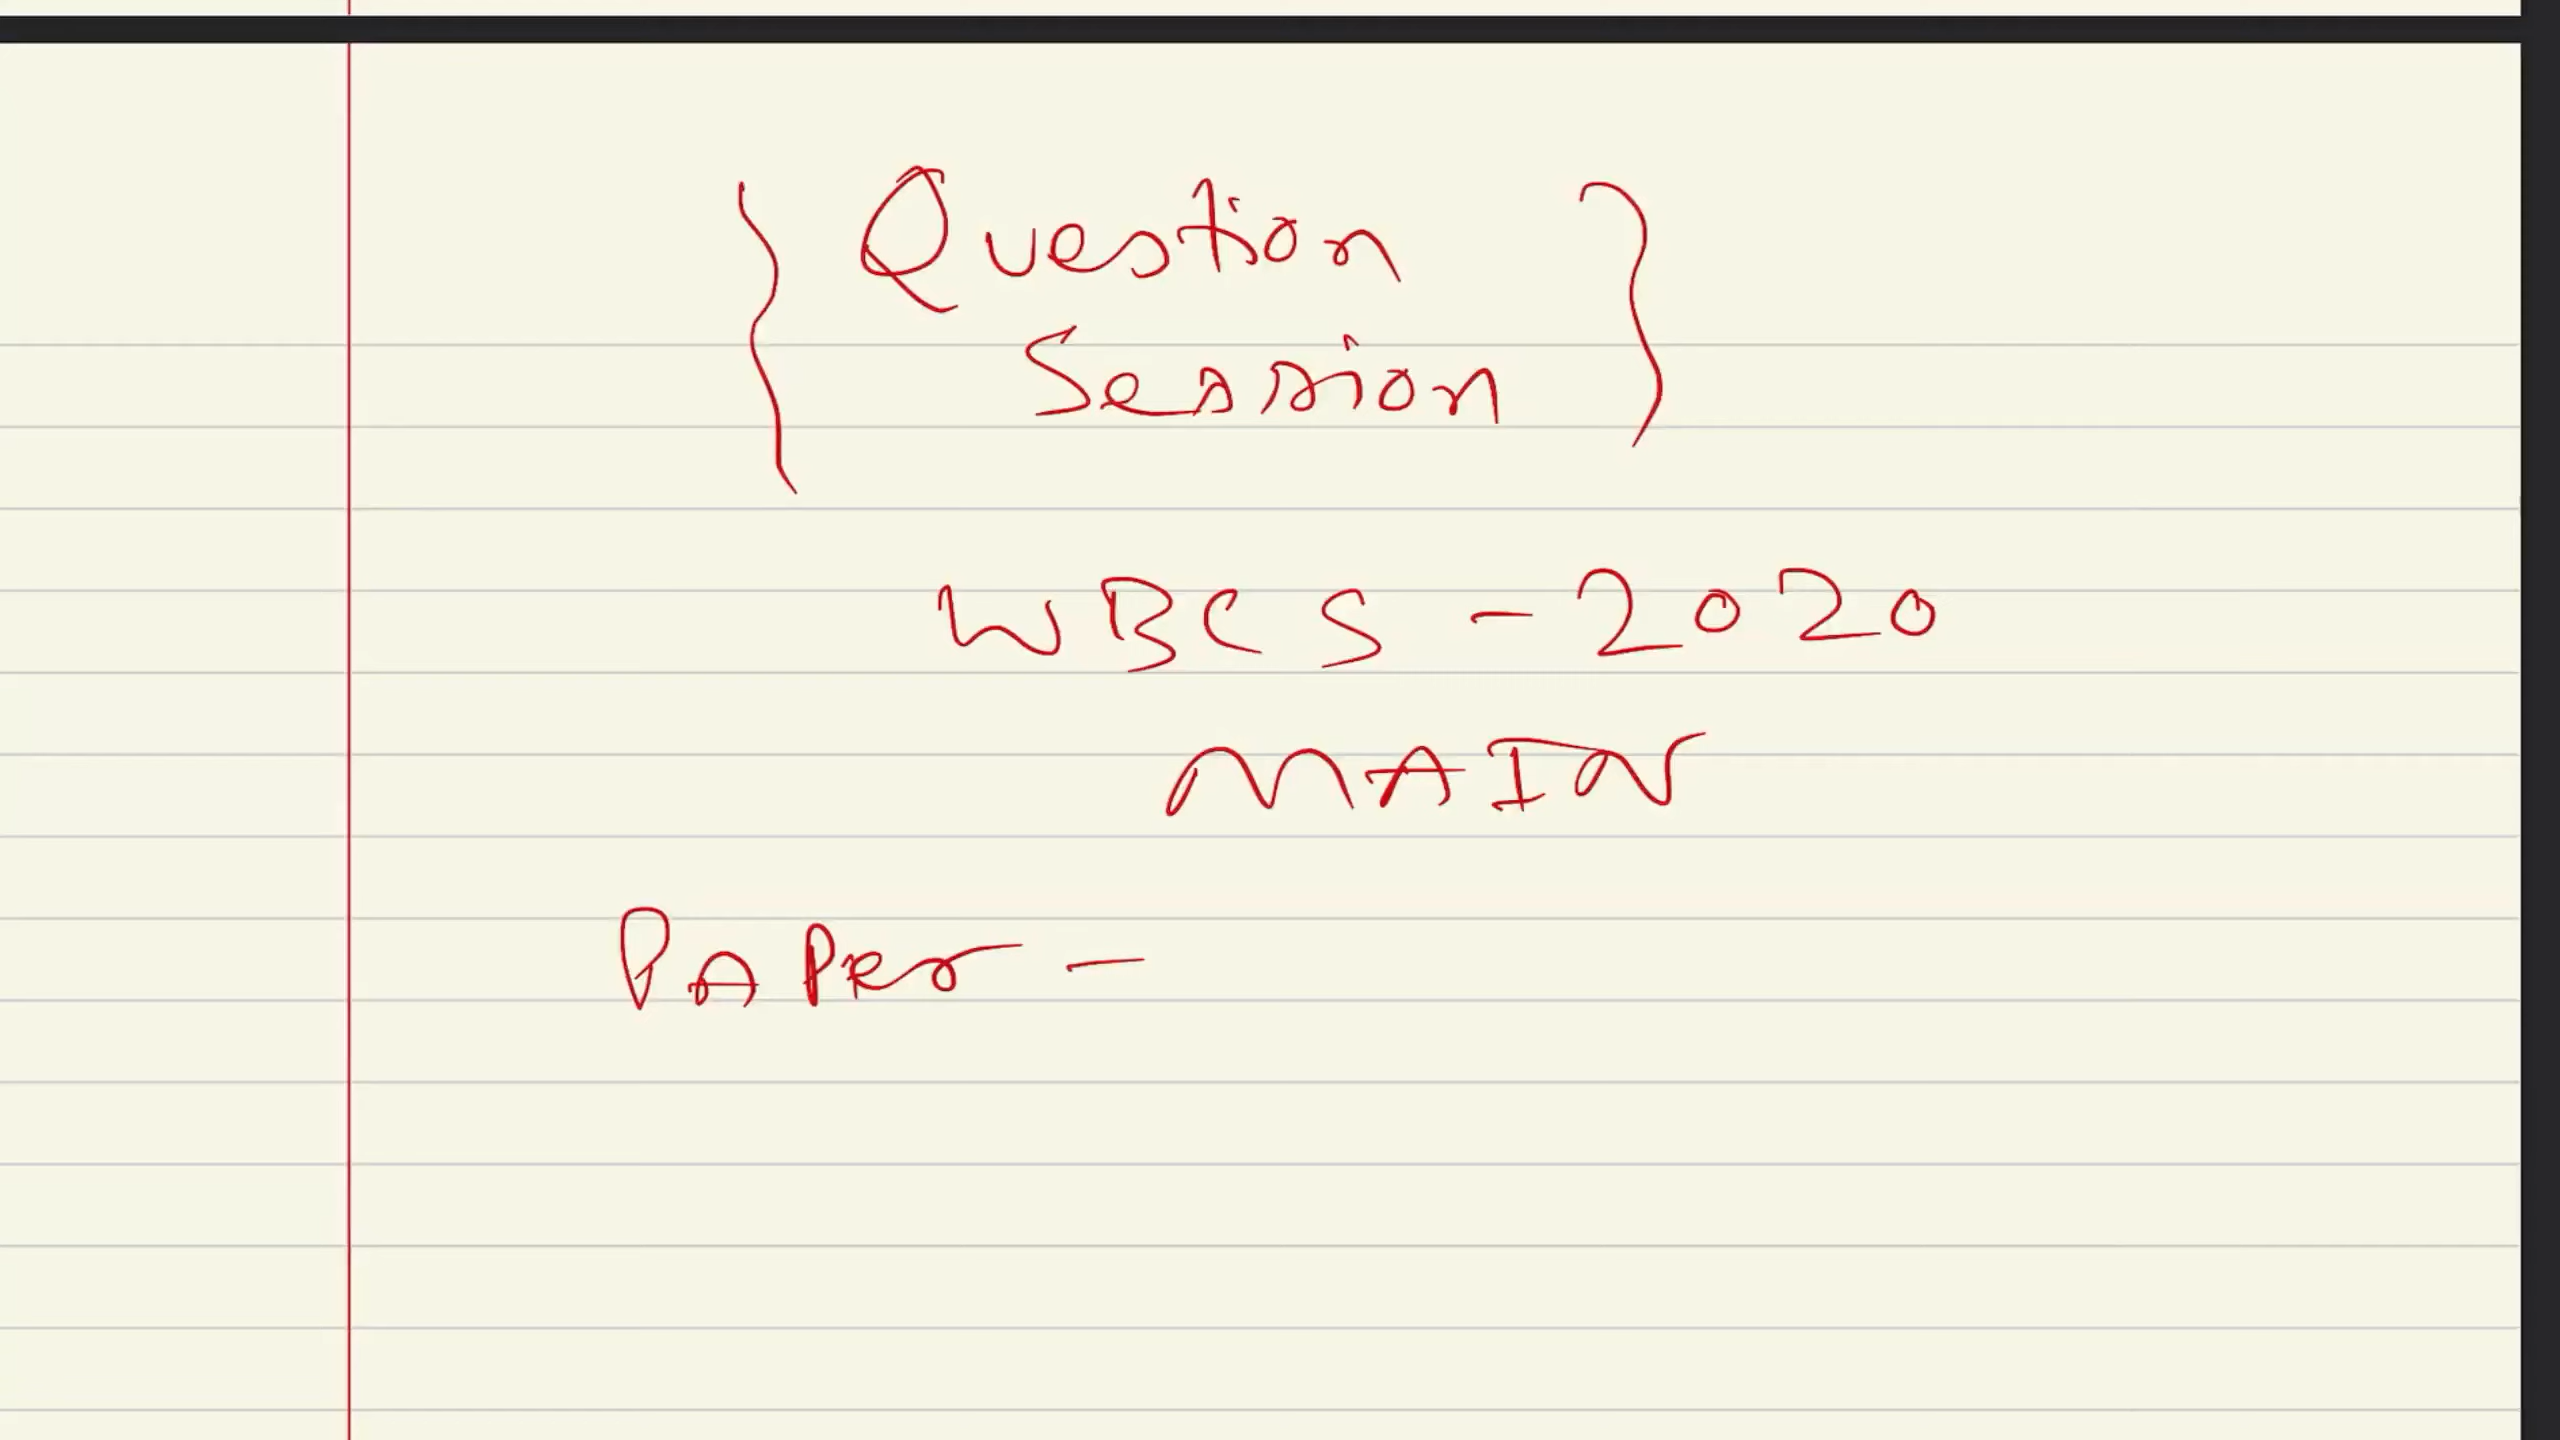 { Question }
Session
WBCS - 2020
MAIN
PAPer -